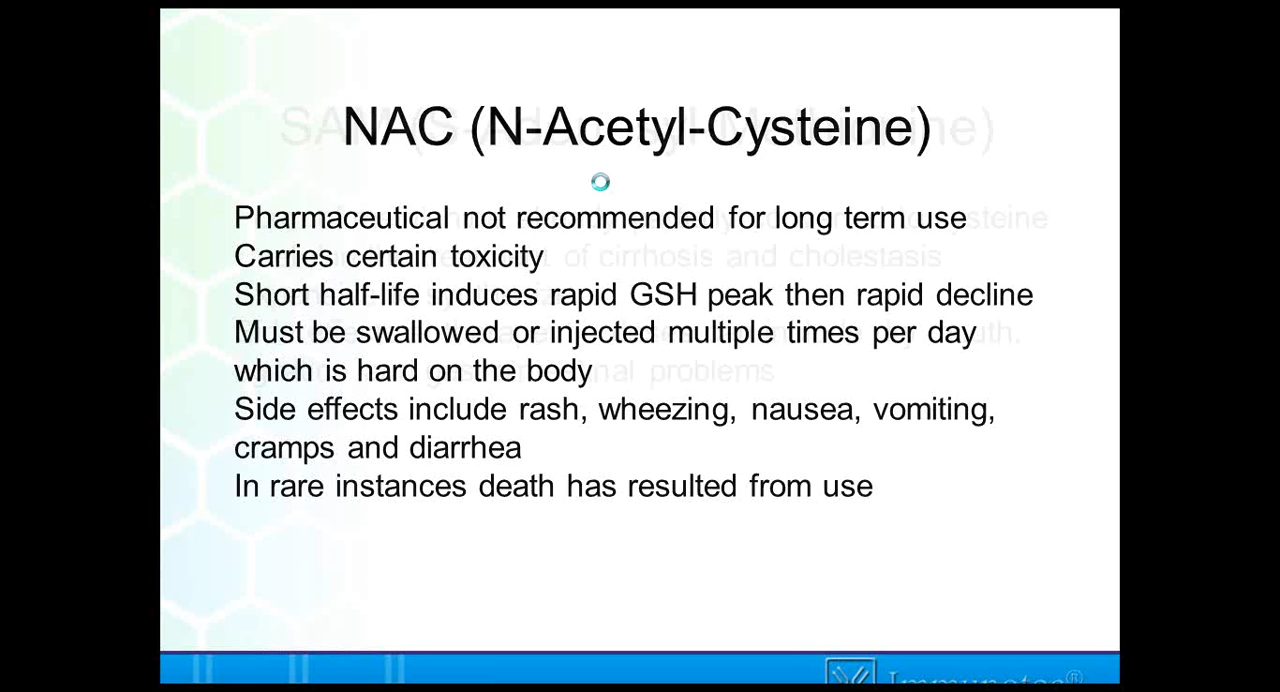 NAC (N-Acetyl-Cysteine)
Pharmaceutical not recommended for long term use
Carries certain toxicity
Short half-life induces rapid GSH peak then rapid decline
Must be swallowed or injected multiple times per day
which is hard on the body
Side effects include rash, wheezing, nausea, vomiting,
cramps and diarrhea
In rare instances death has resulted from use
Immunotec®